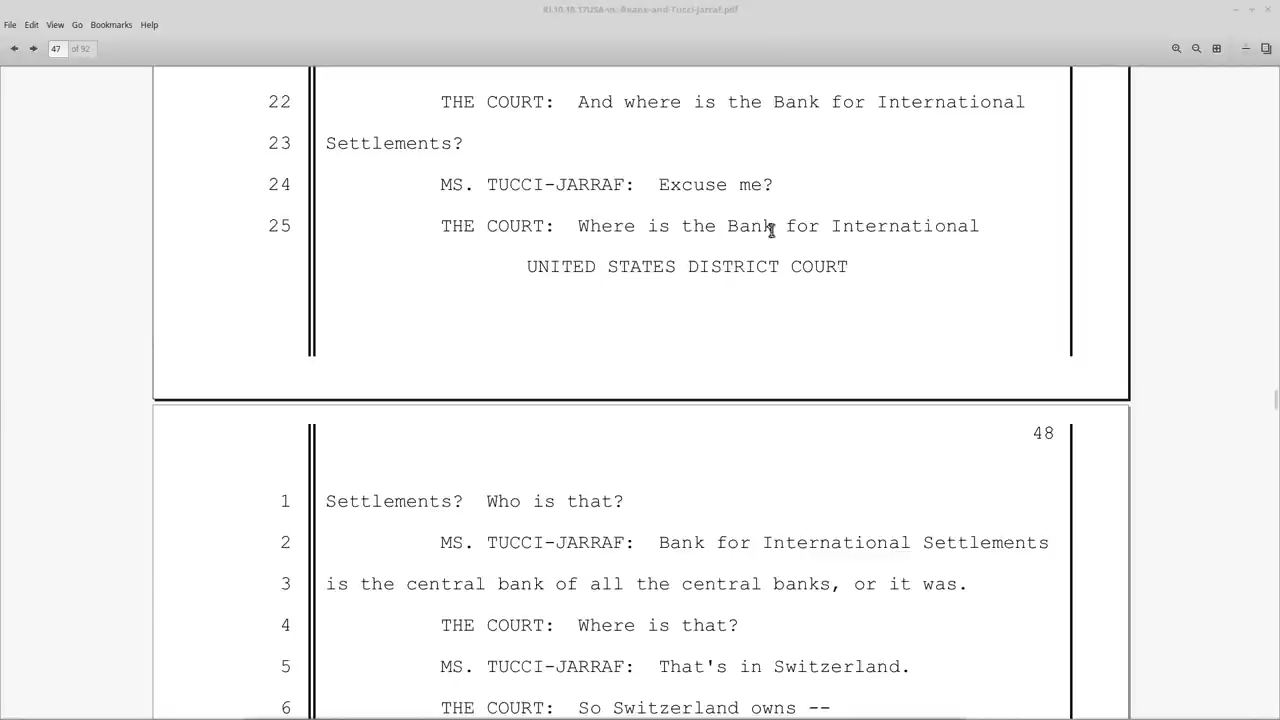 File Edit View Go Bookmarks Help
47 of 92
22 THE COURT: And where is the Bank for International
23 Settlements?
24 MS. TUCCI-JARRAF: Excuse me?
25 THE COURT: Where is the Bank for International
UNITED STATES DISTRICT COURT
48
1 Settlements? Who is that?
2 MS. TUCCI-JARRAF: Bank for International Settlements
3 is the central bank of all the central banks, or it was.
4 THE COURT: Where is that?
5 MS. TUCCI-JARRAF: That's in Switzerland.
6 THE COURT: So Switzerland owns --